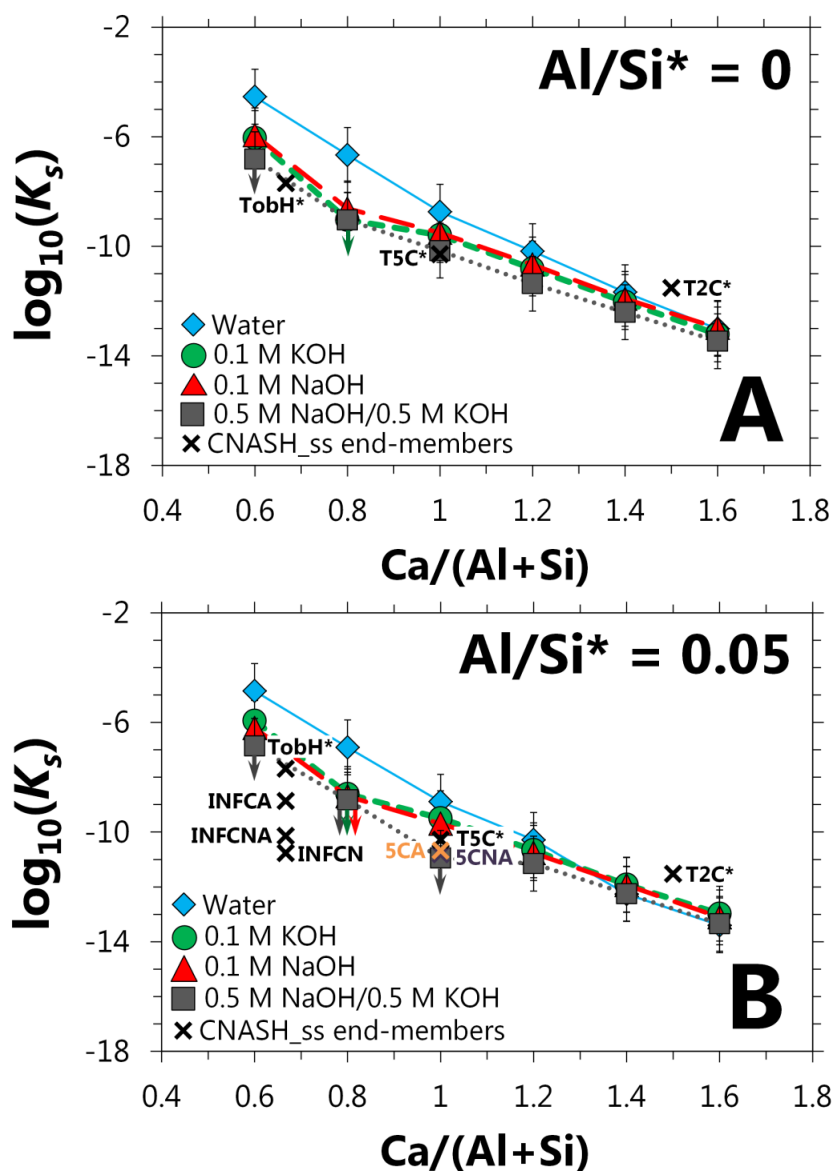 -2
Al/Si* = 0
-6
TobH*
-10
T5C*
T2C*
log₁₀(Kₛ)
Water
0.1 M KOH
-14
0.1 M NaOH
0.5 M NaOH/0.5 M KOH
CNASH_ss end-members
A
-18
0.4 0.6 0.8 1 1.2 1.4 1.6 1.8
Ca/(Al+Si)
-2
Al/Si* = 0.05
-6
TobH*
INFCA
-10
INFCNA
T5C*
5CA
5CNA
INFCN
T2C*
log₁₀(Kₛ)
Water
0.1 M KOH
-14
0.1 M NaOH
0.5 M NaOH/0.5 M KOH
CNASH_ss end-members
B
-18
0.4 0.6 0.8 1 1.2 1.4 1.6 1.8
Ca/(Al+Si)